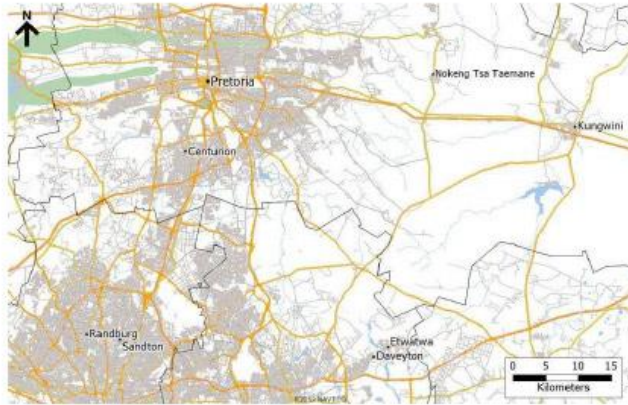 N
Pretoria
Nokeng Tsa Taemane
Kungwini
Centurion
Randburg
Sandton
Etwatwa
Daveyton
0 5 10 15
Kilometers